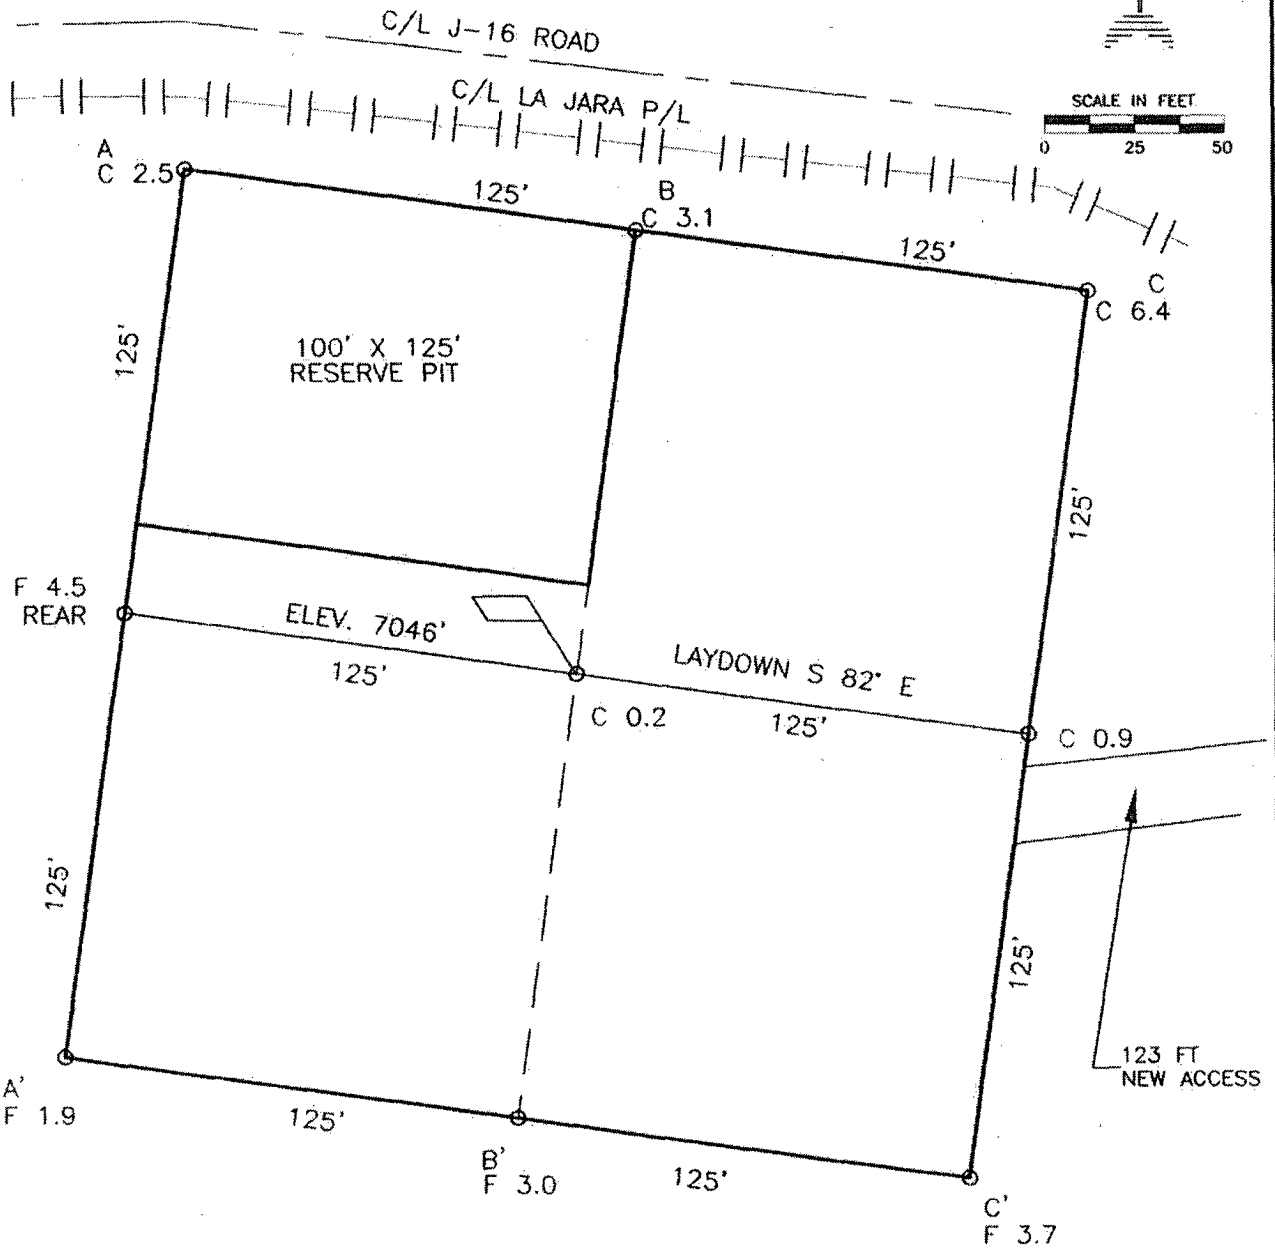 C/L J-16 ROAD
C/L LA JARA P/L
SCALE IN FEET
0 25 50
A
C 2.5
125'
B
C 3.1
125'
C
C 6.4
125'
100' X 125'
RESERVE PIT
125'
F 4.5
REAR
ELEV. 7046'
125'
LAYDOWN S 82° E
C 0.2
125'
C 0.9
125'
125'
123 FT
NEW ACCESS
A'
F 1.9
125'
B'
F 3.0
125'
C'
F 3.7